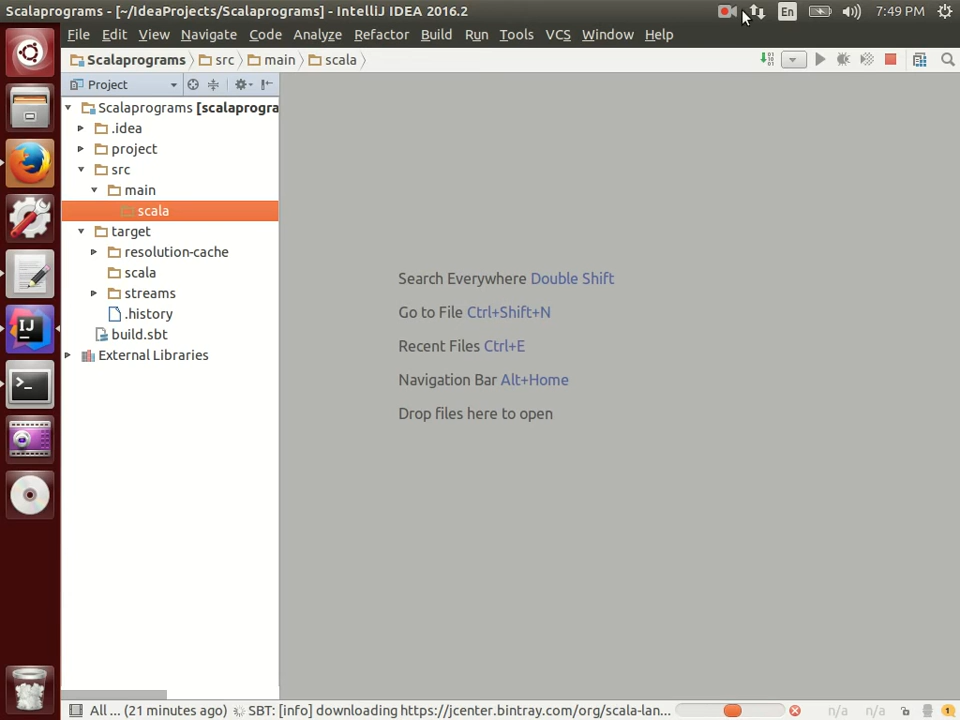 Scalaprograms - [~/IdeaProjects/Scalaprograms] - IntelliJ IDEA 2016.2
En
7:49 PM
File Edit View Navigate Code Analyze Refactor Build Run Tools VCS Window Help
Scalaprograms src main scala
Project
Scalaprograms [scalaprogra
.idea
project
src
main
scala
target
resolution-cache
scala
streams
.history
build.sbt
External Libraries
Search Everywhere Double Shift
Go to File Ctrl+Shift+N
Recent Files Ctrl+E
Navigation Bar Alt+Home
Drop files here to open
IJ
All ... (21 minutes ago) SBT: [info] downloading https://jcenter.bintray.com/org/scala-lan...
n/a n/a 1